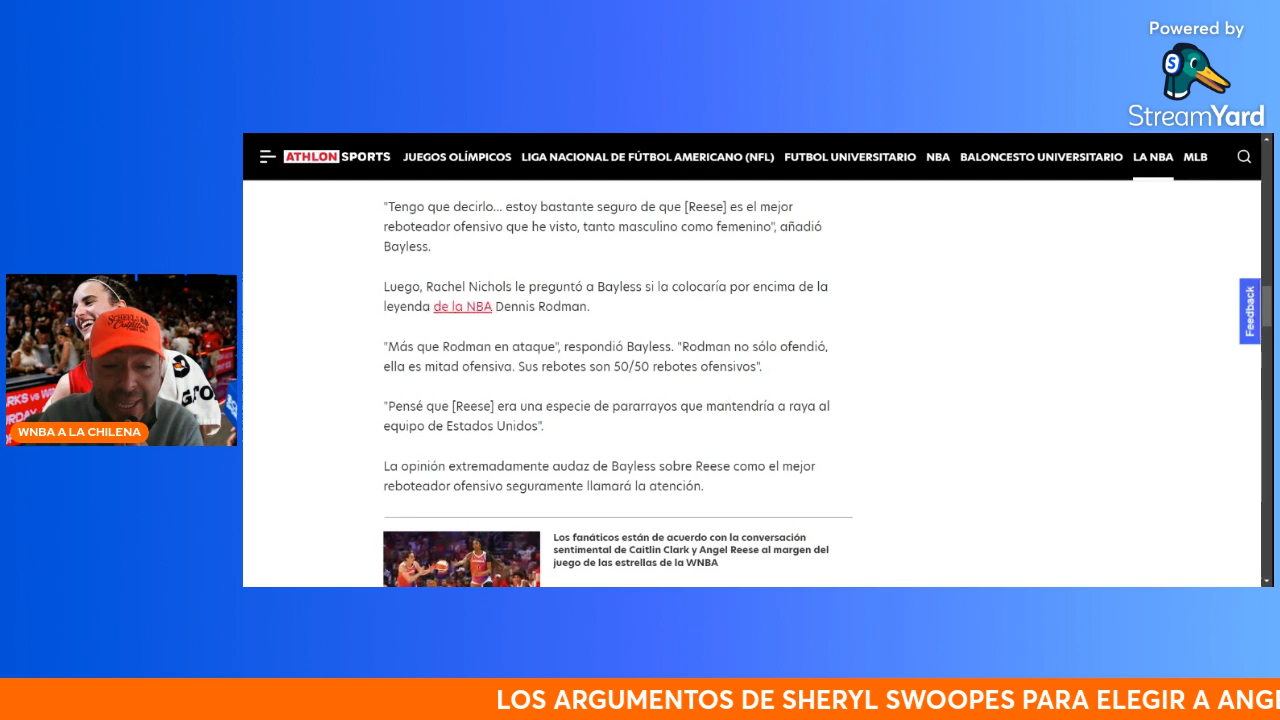 Powered by
S
StreamYard
ATHLON SPORTS JUEGOS OLÍMPICOS LIGA NACIONAL DE FÚTBOL AMERICANO (NFL) FUTBOL UNIVERSITARIO NBA BALONCESTO UNIVERSITARIO LA NBA MLB
"Tengo que decirlo... estoy bastante seguro de que [Reese] es el mejor
reboteador ofensivo que he visto, tanto masculino como femenino", añadió
Bayless.
Luego, Rachel Nichols le preguntó a Bayless si la colocaría por encima de la
leyenda de la NBA Dennis Rodman.
"Más que Rodman en ataque", respondió Bayless. "Rodman no sólo ofendió,
ella es mitad ofensiva. Sus rebotes son 50/50 rebotes ofensivos".
"Pensé que [Reese] era una especie de pararrayos que mantendría a raya al
equipo de Estados Unidos".
La opinión extremadamente audaz de Bayless sobre Reese como el mejor
reboteador ofensivo seguramente llamará la atención.
Los fanáticos están de acuerdo con la conversación
sentimental de Caitlin Clark y Angel Reese al margen del
juego de las estrellas de la WNBA
Feedback
WNBA A LA CHILENA
LOS ARGUMENTOS DE SHERYL SWOOPES PARA ELEGIR A ANGE